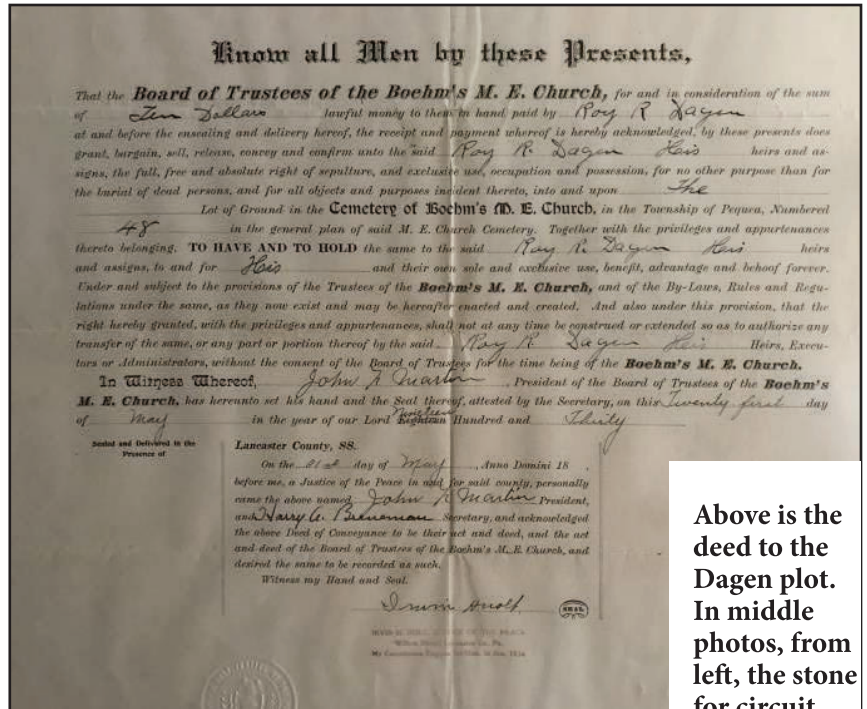 Know all Men by these Presents,
That the Board of Trustees of the Boehm's M. E. Church, for and in consideration of the sum
of Ten Dollars lawful money to them in hand paid by Roy R Dagen
at and before the ensealing and delivery hereof, the receipt and payment whereof is hereby acknowledged, by these presents does
grant, bargain, sell, release, convey and confirm unto the said Roy R. Dagen His heirs and as-
signs, the full, free and absolute right of sepulture, and exclusive use, occupation and possession, for no other purpose than for
the burial of dead persons, and for all objects and purposes incident thereto, into and upon The
Lot of Ground in the Cemetery of Boehm's M. E. Church, in the Township of Pequea, Numbered
48 in the general plan of said M. E. Church Cemetery. Together with the privileges and appurtenances
thereto belonging. TO HAVE AND TO HOLD the same to the said Roy R. Dagen His heirs
and assigns, to and for His and their own sole and exclusive use, benefit, advantage and behoof forever.
Under and subject to the provisions of the Trustees of the Boehm's M. E. Church, and of the By-Laws, Rules and Regu-
lations under the same, as they now exist and may be hereafter enacted and created. And also under this provision, that the
right hereby granted, with the privileges and appurtenances, shall not at any time be construed or extended so as to authorize any
transfer of the same, or any part or portion thereof by the said Roy R. Dagen His Heirs, Execu-
tors or Administrators, without the consent of the Board of Trustees for the time being of the Boehm's M. E. Church.
In Witness Whereof, John R Martin, President of the Board of Trustees of the Boehm's
M. E. Church, has hereunto set his hand and the Seal thereof, attested by the Secretary, on this Twenty first day
of May in the year of our Lord Nineteen Eighteen Hundred and Thirty
Sealed and Delivered in the
Presence of
Lancaster County, SS.
On the 21st day of May, Anno Domini 18 ,
before me, a Justice of the Peace in and for said county, personally
came the above named John R Martin President,
and Harry A. Breneman Secretary, and acknowledged
the above Deed of Conveyance to be their act and deed, and the act
and deed of the Board of Trustees of the Boehm's M. E. Church, and
desired the same to be recorded as such.
Witness my Hand and Seal.
Irwin
SEAL
Above is the
deed to the
Dagen plot.
In middle
photos, from
left, the stone
for circuit